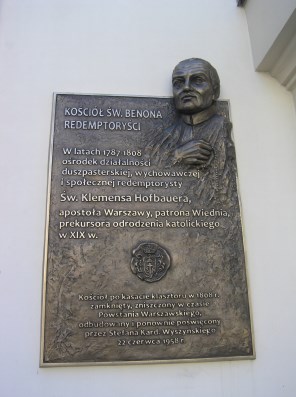 KOŚCIÓŁ ŚW. BENONA
REDEMPTORYŚCI
W latach 1787-1808
ośrodek działalności
duszpasterskiej, wychowawczej
i społecznej redemptorysty
Św. Klemensa Hofbauera,
apostoła Warszawy, patrona Wiednia,
prekursora odrodzenia katolickiego
w XIX w.
Kościół po kasacie klasztoru w 1808 r.
zamknięty, zniszczony w czasie
Powstania Warszawskiego,
odbudowany i ponownie poświęcony
przez Stefana Kard. Wyszyńskiego
22 czerwca 1958 r.